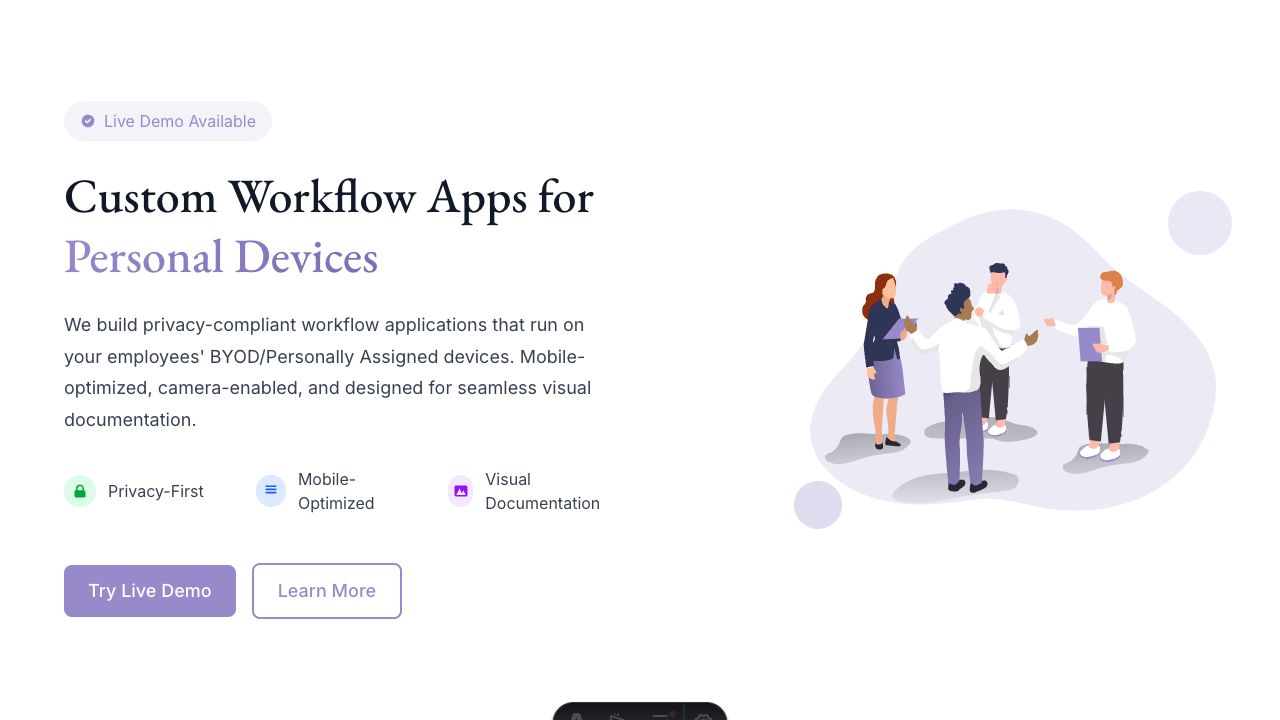 Live Demo Available
Custom Workflow Apps for
Personal Devices
We build privacy-compliant workflow applications that run on
your employees' BYOD/Personally Assigned devices. Mobile-
optimized, camera-enabled, and designed for seamless visual
documentation.
Privacy-First
Mobile-
Optimized
Visual
Documentation
Try Live Demo
Learn More